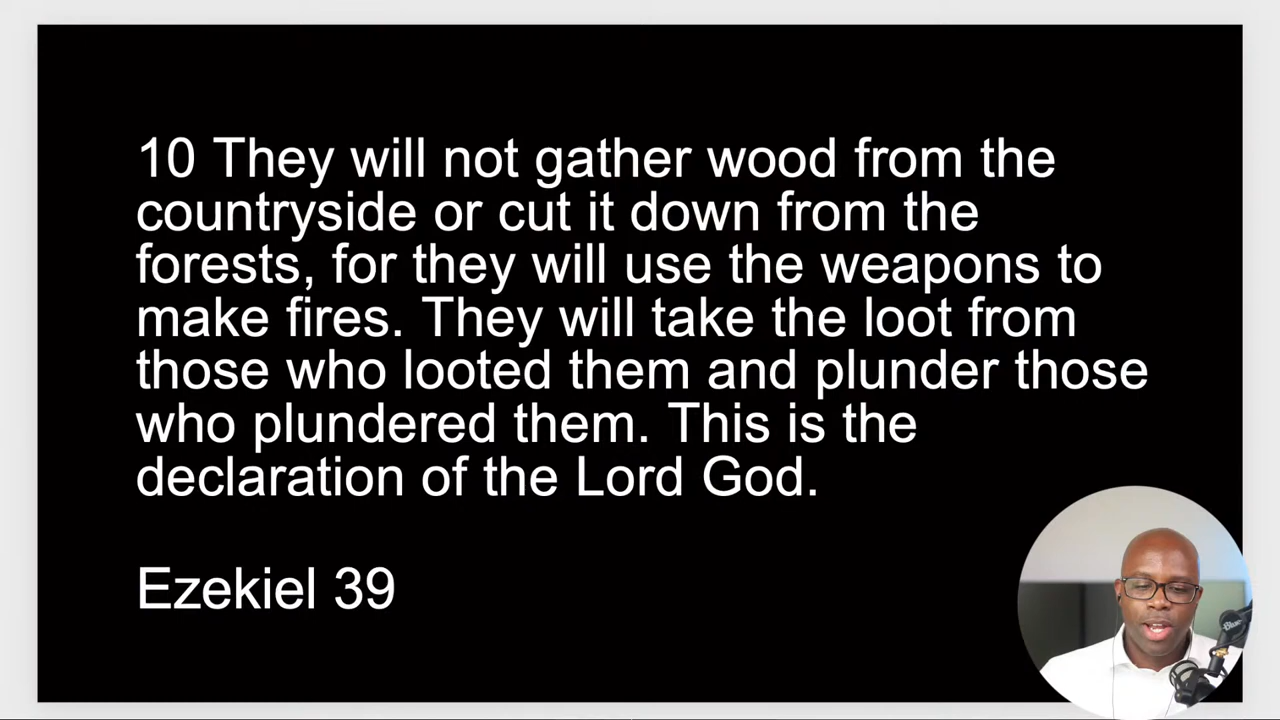 10 They will not gather wood from the
countryside or cut it down from the
forests, for they will use the weapons to
make fires. They will take the loot from
those who looted them and plunder those
who plundered them. This is the
declaration of the Lord God.
Ezekiel 39
Blue